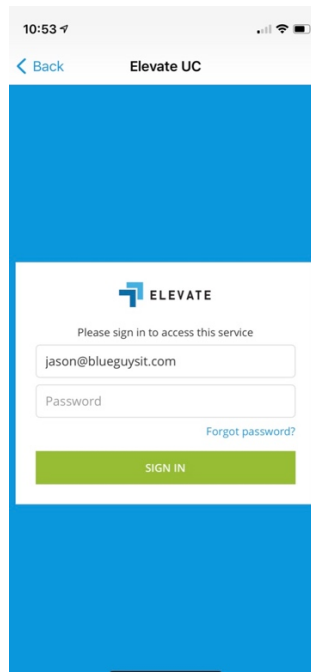 10:53
Back
Elevate UC
ELEVATE
Please sign in to access this service
jason@blueguysit.com
Password
Forgot password?
SIGN IN